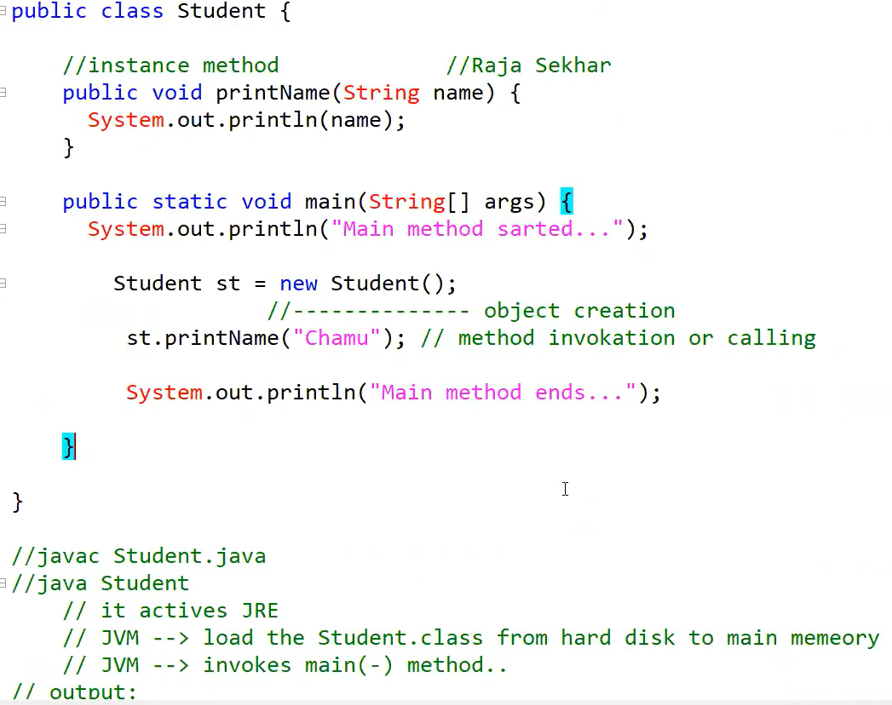 public class Student {
//instance method //Raja Sekhar
public void printName(String name) {
System.out.println(name);
}
public static void main(String[] args) {
System.out.println("Main method sarted...");
Student st = new Student();
//-------------- object creation
st.printName("Chamu"); // method invokation or calling
System.out.println("Main method ends...");
}
}
//javac Student.java
//java Student
// it actives JRE
// JVM --> load the Student.class from hard disk to main memeory
// JVM --> invokes main(-) method..
// output: